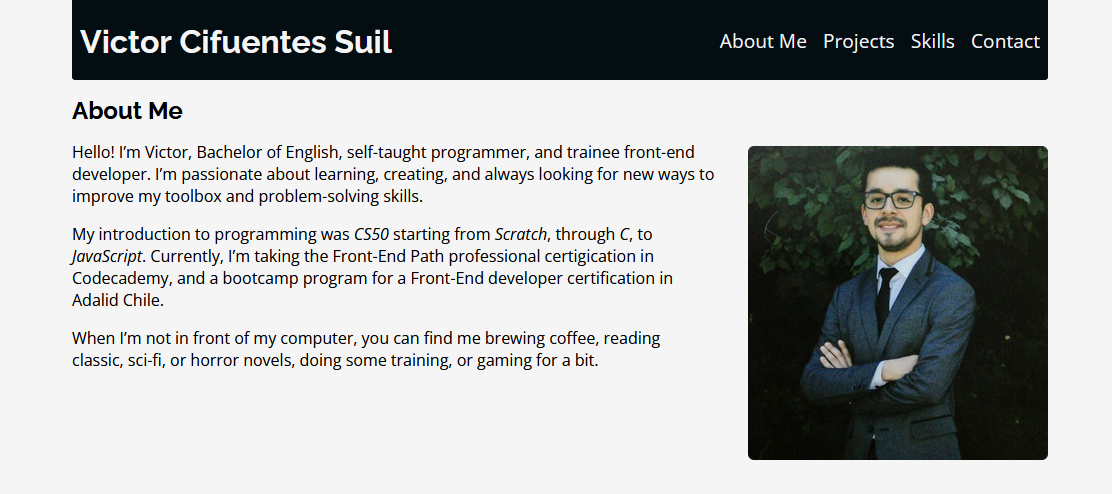 Victor Cifuentes Suil
About Me Projects Skills Contact
About Me
Hello! I’m Victor, Bachelor of English, self-taught programmer, and trainee front-end
developer. I’m passionate about learning, creating, and always looking for new ways to
improve my toolbox and problem-solving skills.
My introduction to programming was CS50 starting from Scratch, through C, to
JavaScript. Currently, I’m taking the Front-End Path professional certigication in
Codecademy, and a bootcamp program for a Front-End developer certification in
Adalid Chile.
When I’m not in front of my computer, you can find me brewing coffee, reading
classic, sci-fi, or horror novels, doing some training, or gaming for a bit.